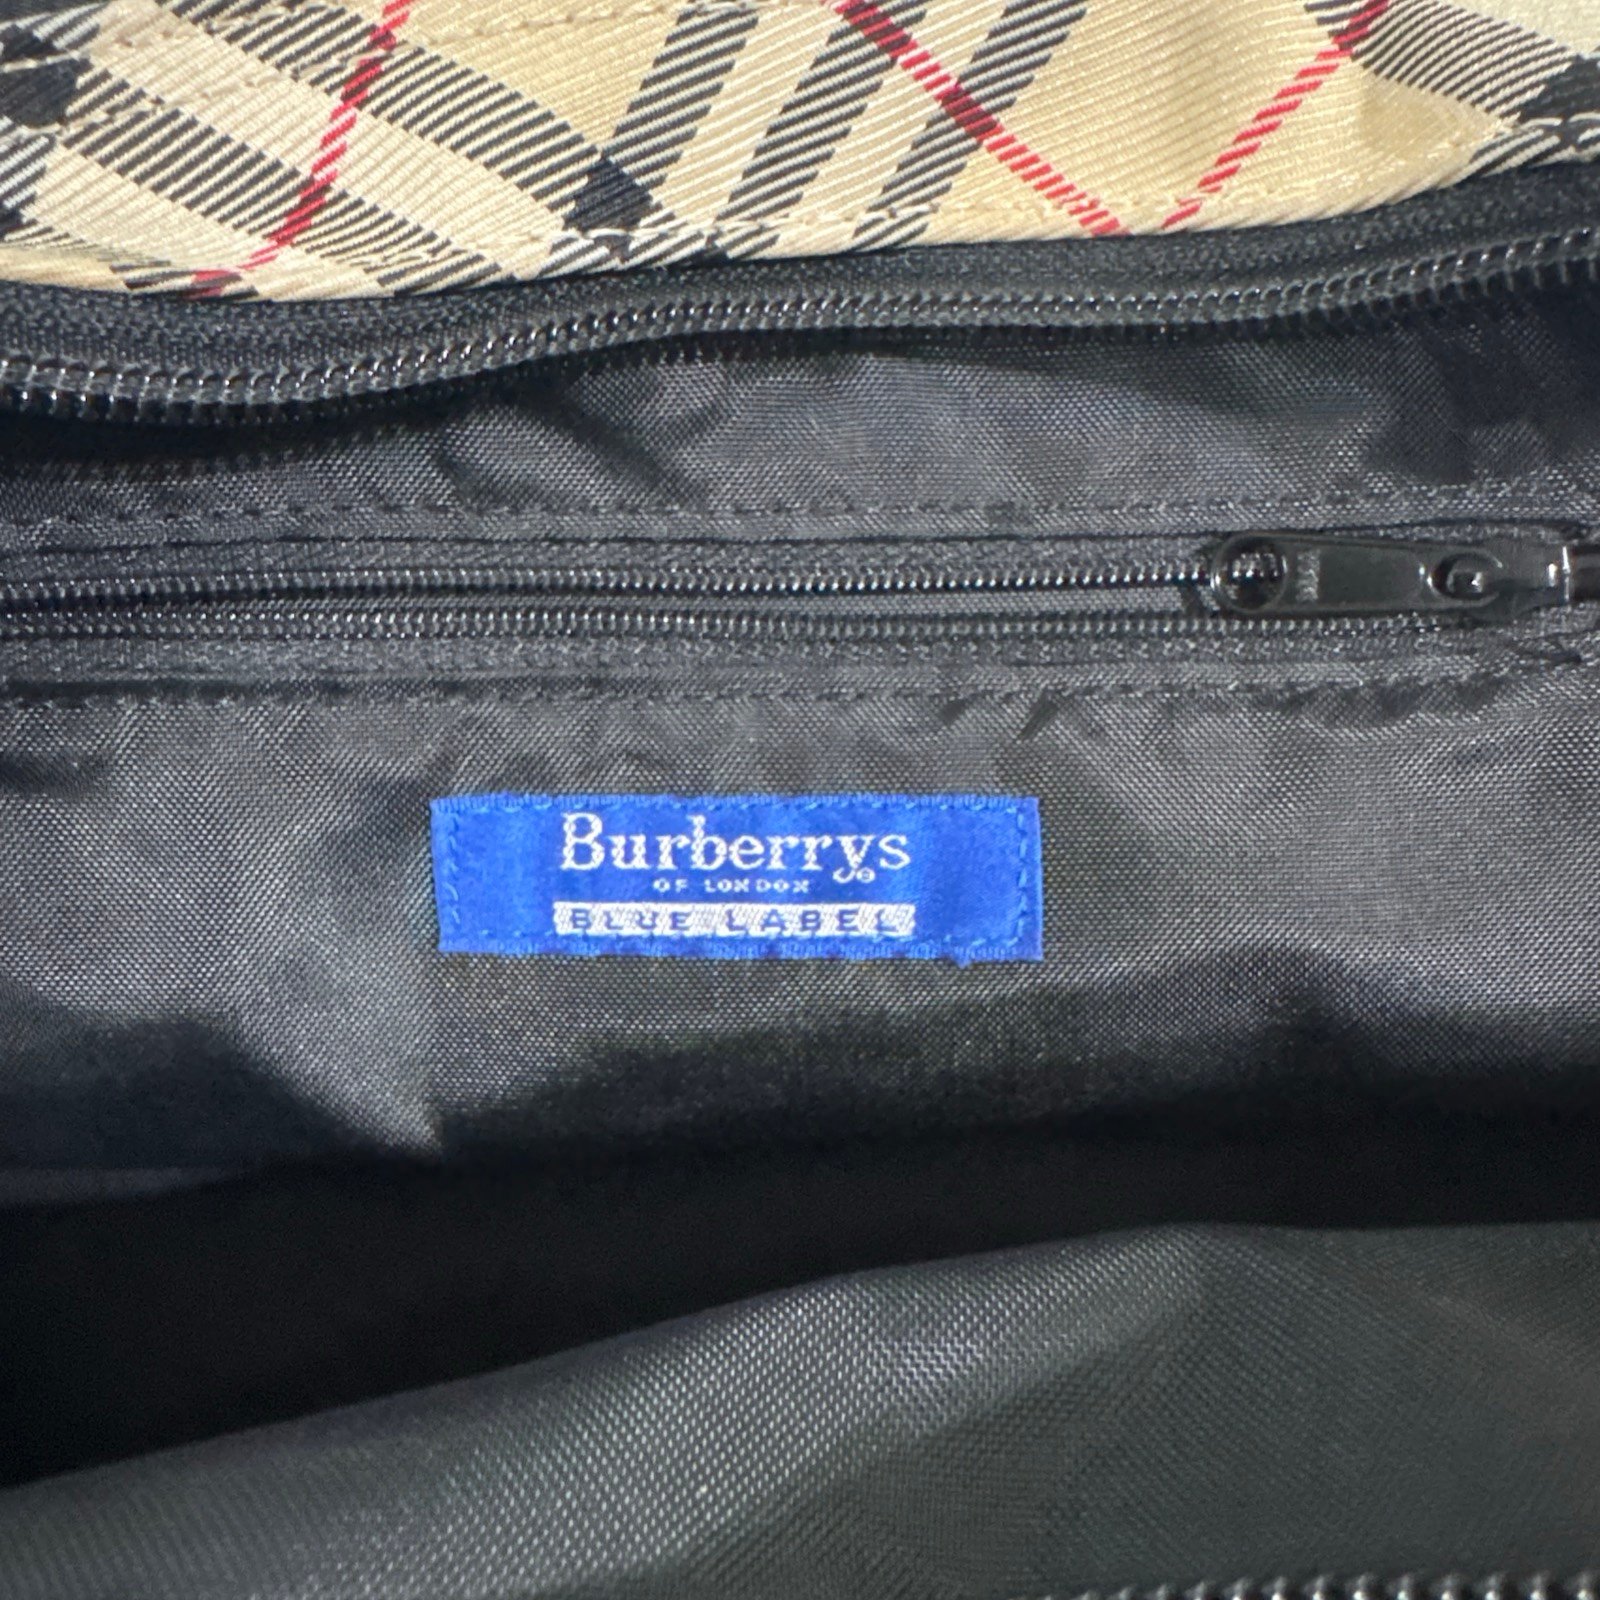 Burberrys®
OF LONDON
BLUE LABEL